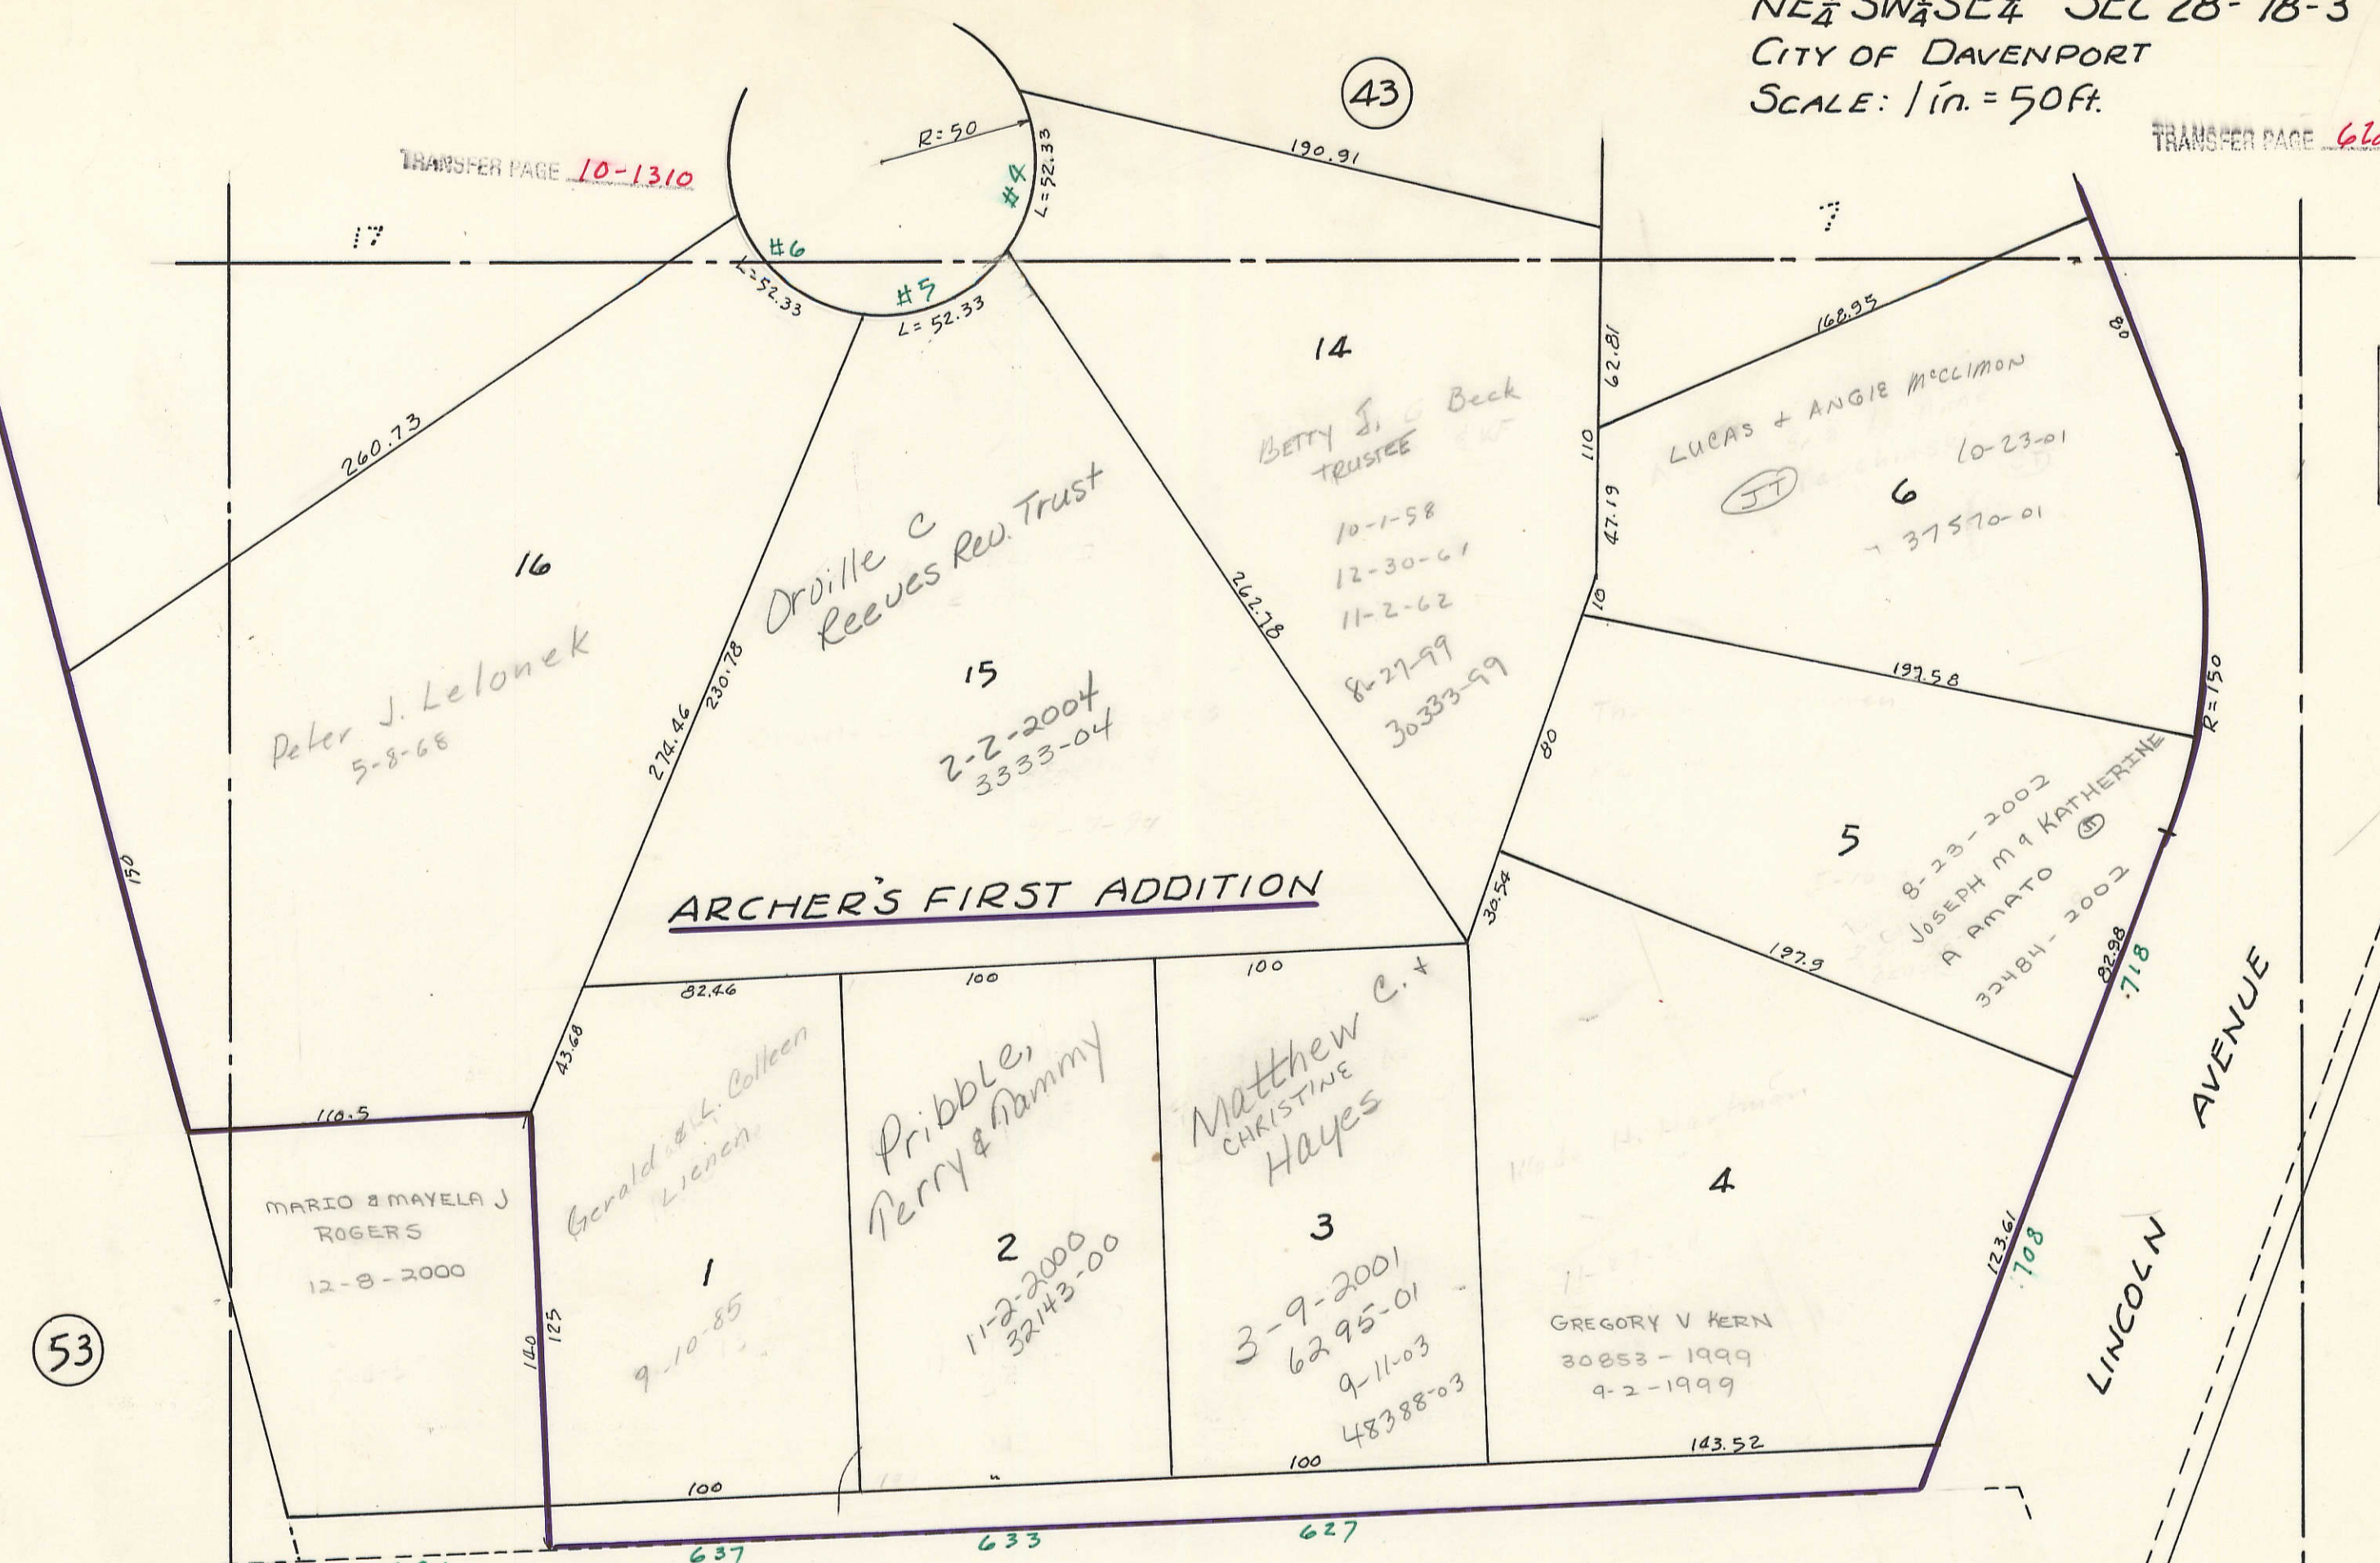 NE¼ SW¼ SE¼ SEC 28-78-3
CITY OF DAVENPORT
SCALE: 1 in. = 50 Ft.
TRANSFER PAGE
43
TRANSFER PAGE 10-1310
17
7
R=50
#4
L=52.33
190.91
#6
L=52.33
#5
L=52.33
168.95
80
62.81
110
47.19
10
14
BETTY J. Beck
TRUSTEE
10-1-58
12-30-61
11-2-62
8-27-99
30333-99
LUCAS & ANGIE McCLIMON
JT
10-23-01
6
37570-01
260.73
16
Peter J. Lelonek
5-8-68
150
Orville C
Reeves Rev. Trust
15
2-2-2004
3333-04
230.78
274.46
262.78
197.58
R=150
80
5
8-23-2002
JOSEPH M & KATHERINE
A AMATO JT
32484-2002
82.98
718
30.54
197.9
ARCHER'S FIRST ADDITION
82.46
100
100
43.68
110.5
MARIO & MAYELA J
ROGERS
12-8-2000
140
125
Gerald & L. Colleen
Lienen
1
9-10-85
Pribble,
Terry & Tammy
2
11-2-2000
32143-00
Matthew C. +
CHRISTINE
Hayes
3
3-9-2001
6295-01
9-11-03
48388-03
4
GREGORY V KERN
30853-1999
9-2-1999
123.61
708
LINCOLN AVENUE
53
100
"
100
143.52
637
633
627